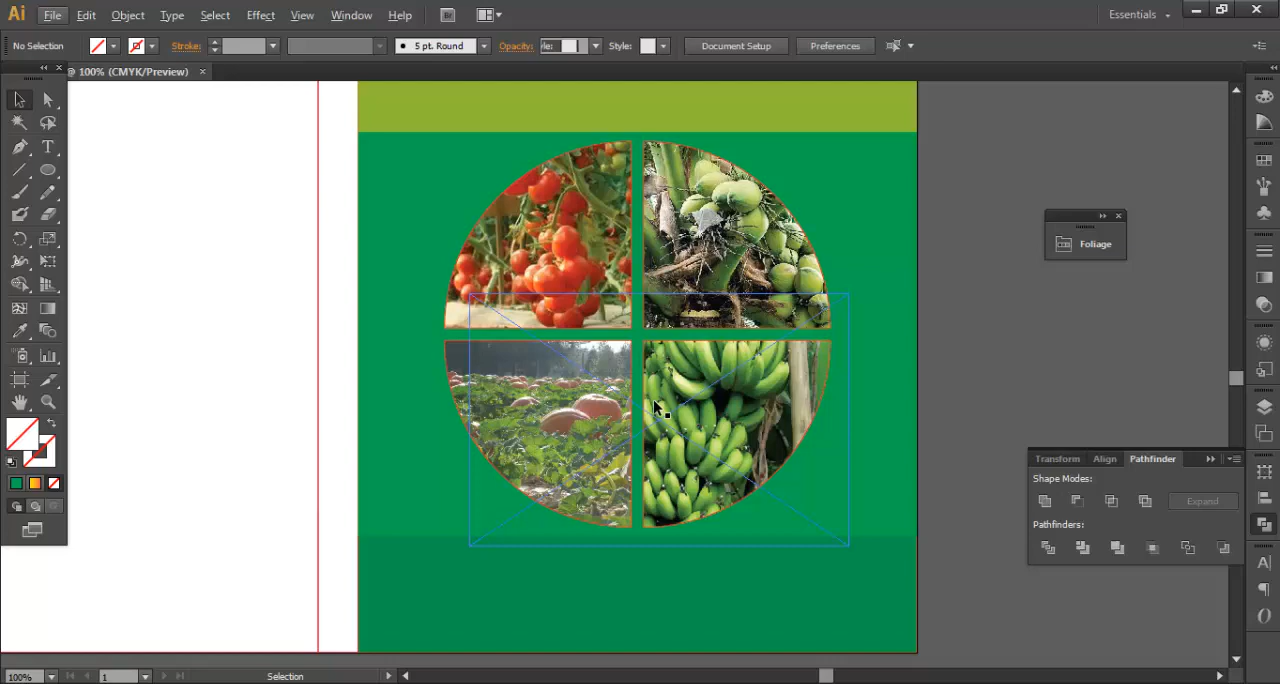 Ai File Edit Object Type Select Effect View Window Help Br Essentials
No Selection Stroke: 5 pt. Round Opacity: Style: Document Setup Preferences
@ 100% (CMYK/Preview) ×
T
Foliage
Transform Align Pathfinder
Shape Modes:
Expand
Pathfinders:
100% 1 Selection